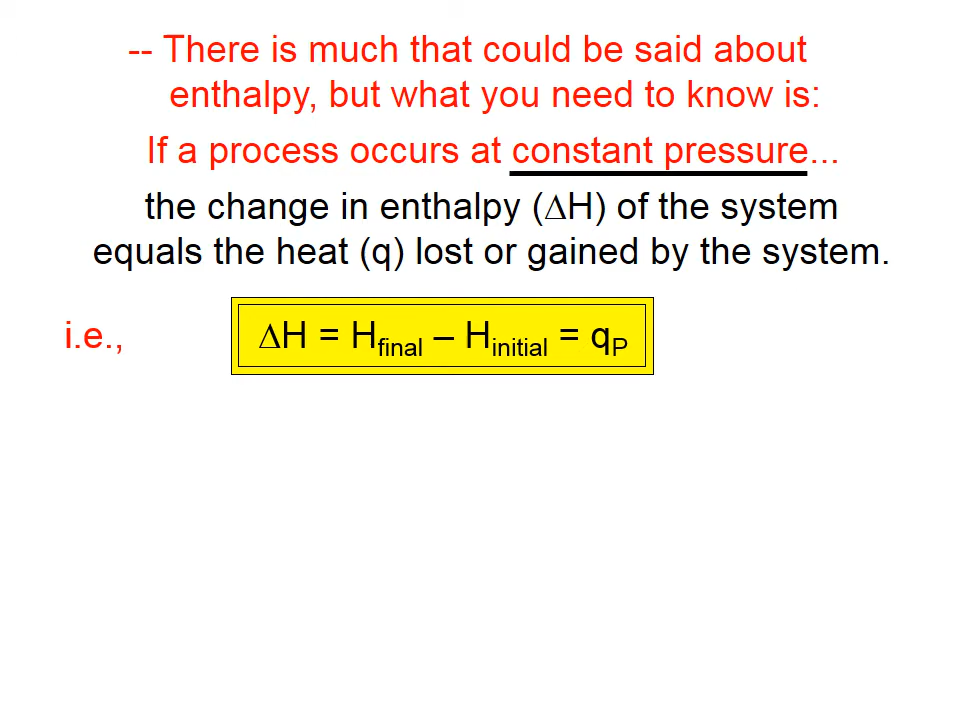 -- There is much that could be said about
enthalpy, but what you need to know is:
If a process occurs at constant pressure...
the change in enthalpy (ΔH) of the system
equals the heat (q) lost or gained by the system.
i.e., ΔH = Hfinal – Hinitial = qP